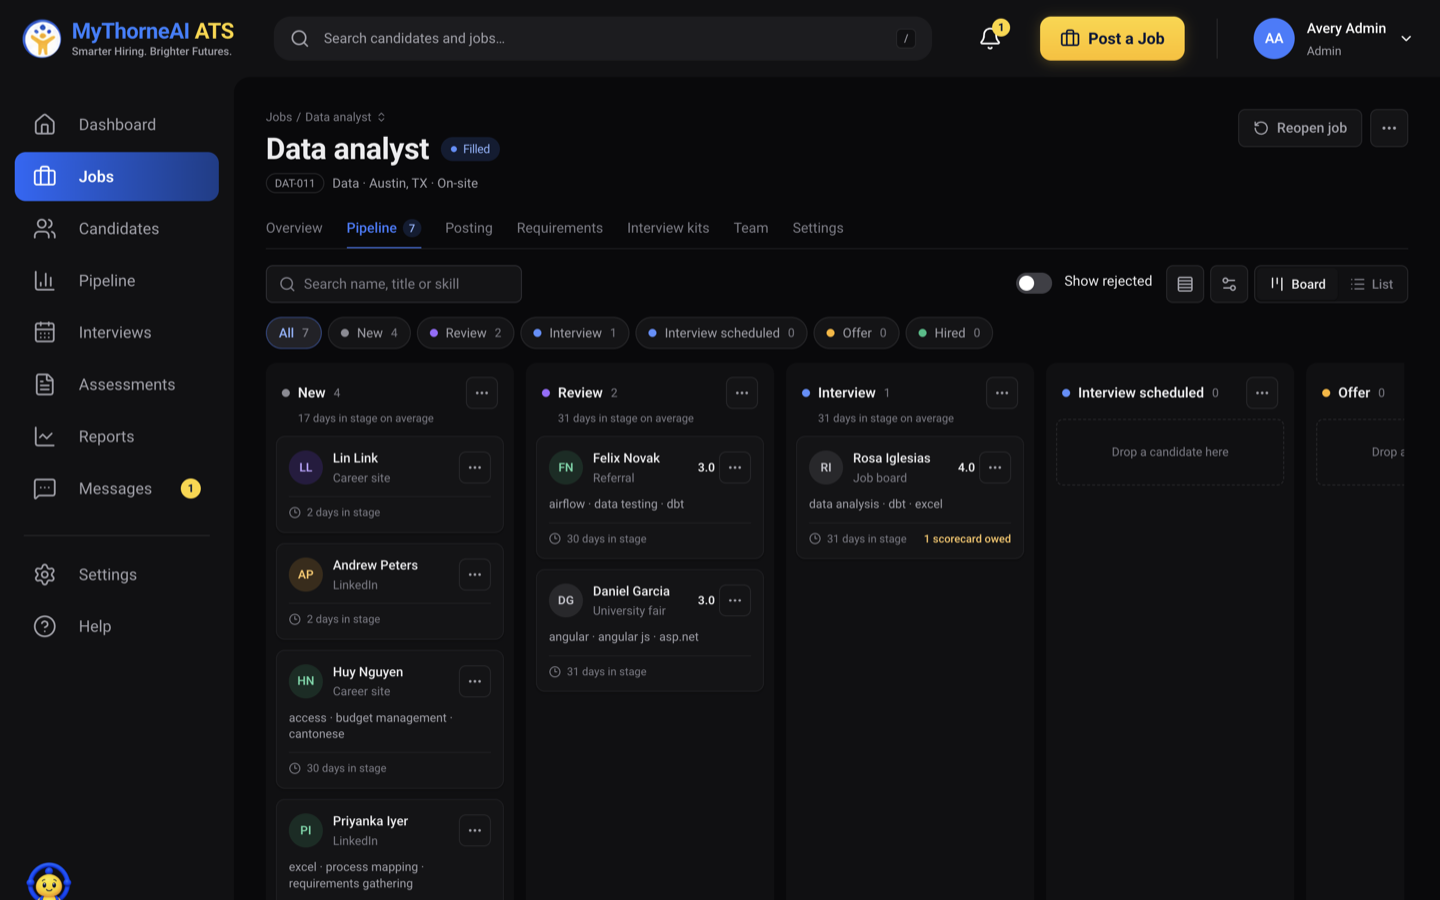 MyThorneAI ATS
Smarter Hiring. Brighter Futures.
Search candidates and jobs...
/
1
Post a Job
AA
Avery Admin
Admin
Dashboard
Jobs
Candidates
Pipeline
Interviews
Assessments
Reports
Messages 1
Settings
Help
Jobs / Data analyst
Data analyst
Filled
Reopen job
DAT-011
Data · Austin, TX · On-site
Overview
Pipeline 7
Posting
Requirements
Interview kits
Team
Settings
Search name, title or skill
Show rejected
Board
List
All 7
New 4
Review 2
Interview 1
Interview scheduled 0
Offer 0
Hired 0
New 4
17 days in stage on average
LL
Lin Link
Career site
2 days in stage
AP
Andrew Peters
LinkedIn
2 days in stage
HN
Huy Nguyen
Career site
access · budget management ·
cantonese
30 days in stage
PI
Priyanka Iyer
LinkedIn
excel · process mapping ·
requirements gathering
Review 2
31 days in stage on average
FN
Felix Novak
Referral
3.0
airflow · data testing · dbt
30 days in stage
DG
Daniel Garcia
University fair
3.0
angular · angular js · asp.net
31 days in stage
Interview 1
31 days in stage on average
RI
Rosa Iglesias
Job board
4.0
data analysis · dbt · excel
31 days in stage
1 scorecard owed
Interview scheduled 0
Drop a candidate here
Offer 0
Drop a